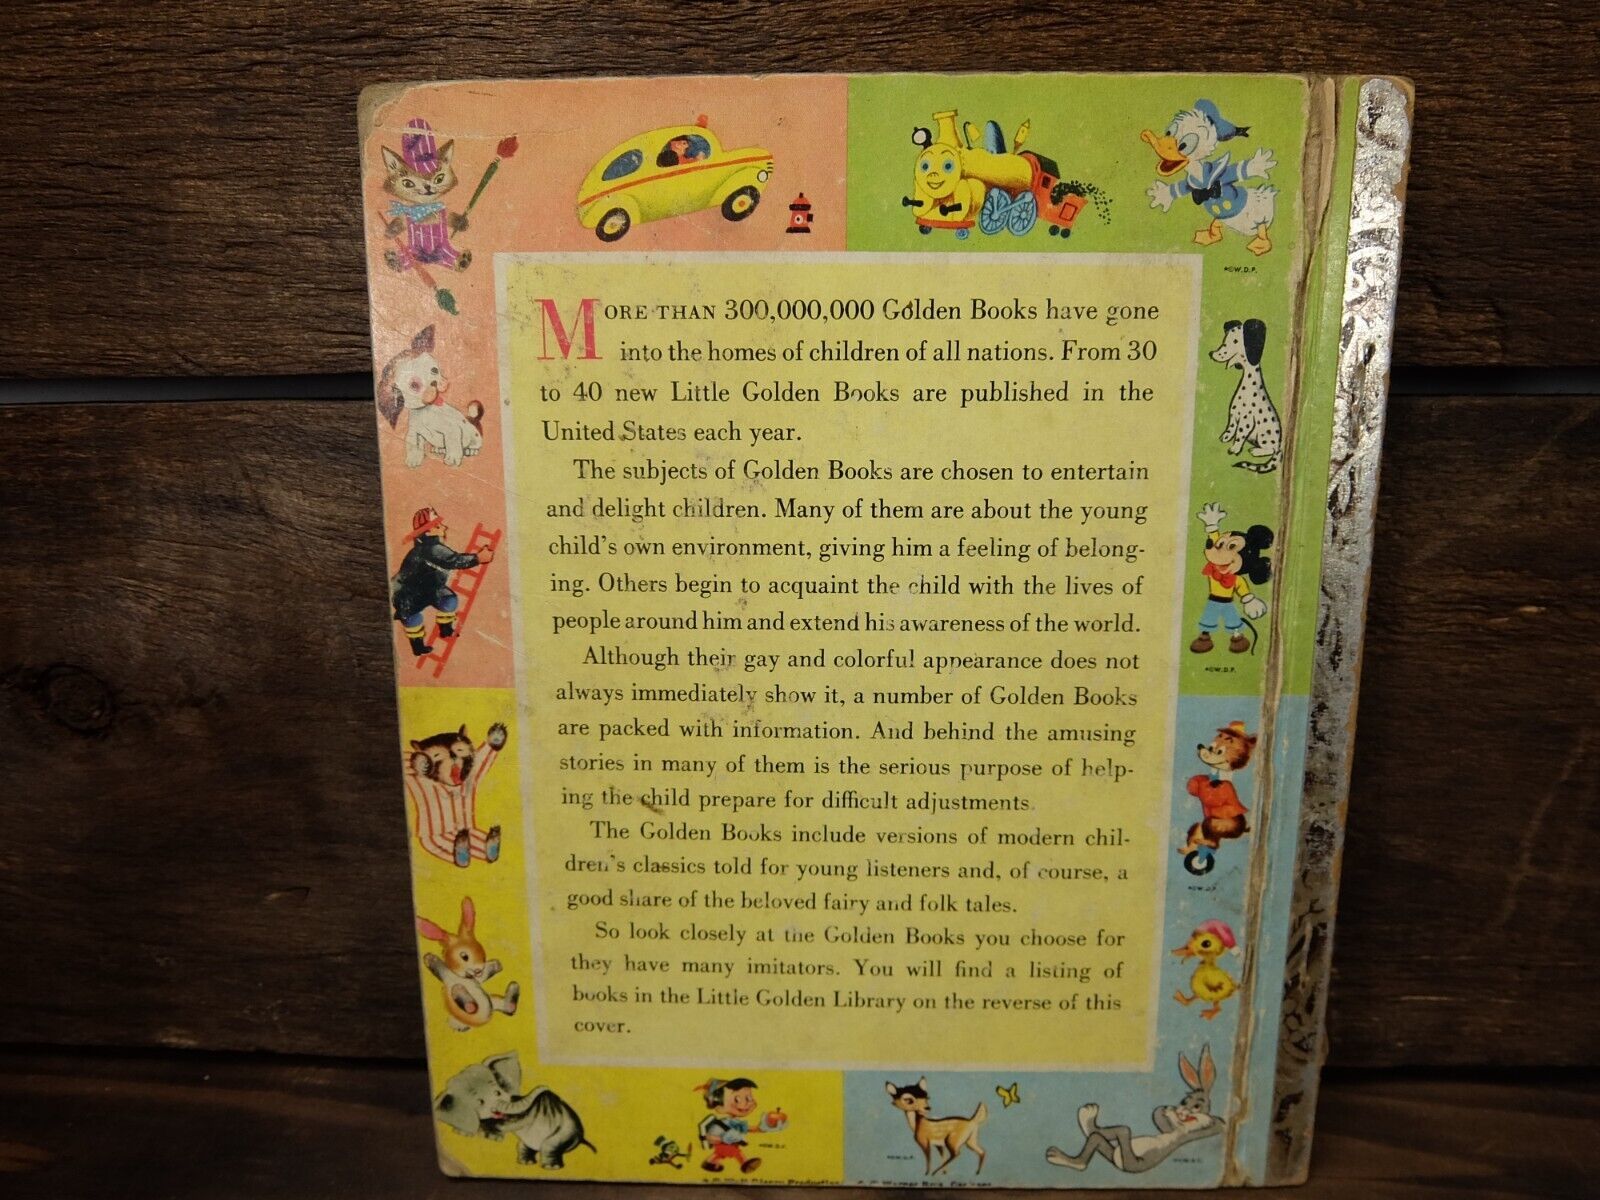 ©W.D.P.
MORE THAN 300,000,000 Golden Books have gone
into the homes of children of all nations. From 30
to 40 new Little Golden Books are published in the
United States each year.
The subjects of Golden Books are chosen to entertain
and delight children. Many of them are about the young
child's own environment, giving him a feeling of belong-
ing. Others begin to acquaint the child with the lives of
people around him and extend his awareness of the world.
Although their gay and colorful appearance does not
always immediately show it, a number of Golden Books
are packed with information. And behind the amusing
stories in many of them is the serious purpose of help-
ing the child prepare for difficult adjustments.
The Golden Books include versions of modern chil-
dren's classics told for young listeners and, of course, a
good share of the beloved fairy and folk tales.
So look closely at the Golden Books you choose for
they have many imitators. You will find a listing of
books in the Little Golden Library on the reverse of this
cover.
©W.D.P.
©W.D.P.
©W.D.P.
©W.D.P.